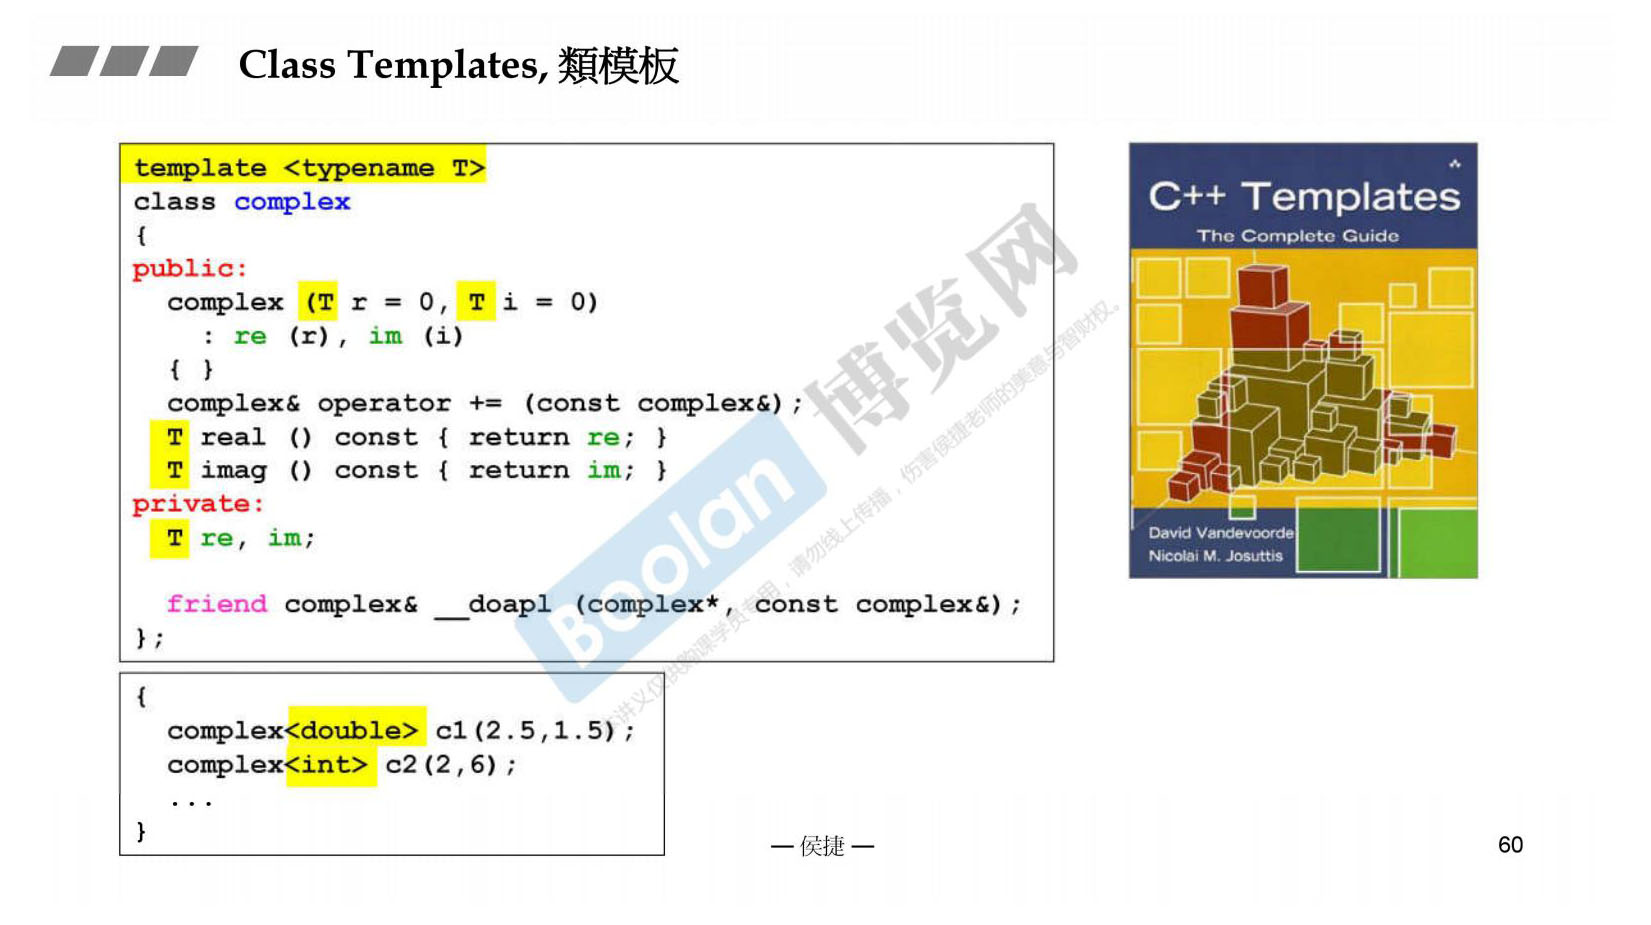 Class Templates, 類模板
template <typename T>
class complex
{
public:
complex (T r = 0, T i = 0)
: re (r), im (i)
{ }
complex& operator += (const complex&);
T real () const { return re; }
T imag () const { return im; }
private:
T re, im;
friend complex& __doapl (complex*, const complex&);
};
{
complex<double> c1(2.5,1.5);
complex<int> c2(2,6);
...
}
C++ Templates
The Complete Guide
David Vandevoorde
Nicolai M. Josuttis
Boolan 博览网
本讲义仅供购课学员专用，请勿线上传播，伤害侯捷老师的美意与智财权。
— 侯捷 —
60